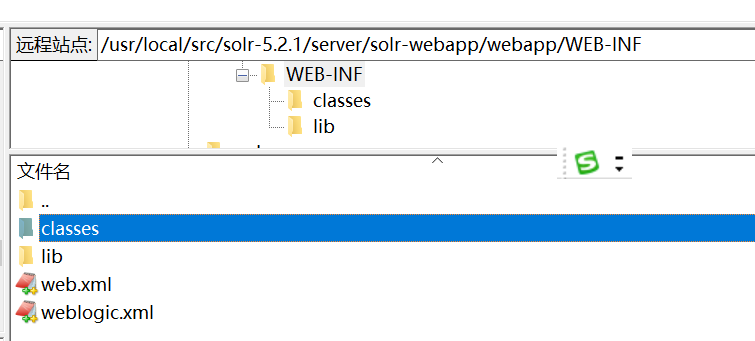 远程站点: /usr/local/src/solr-5.2.1/server/solr-webapp/webapp/WEB-INF
WEB-INF
classes
lib
文件名
..
classes
lib
web.xml
weblogic.xml